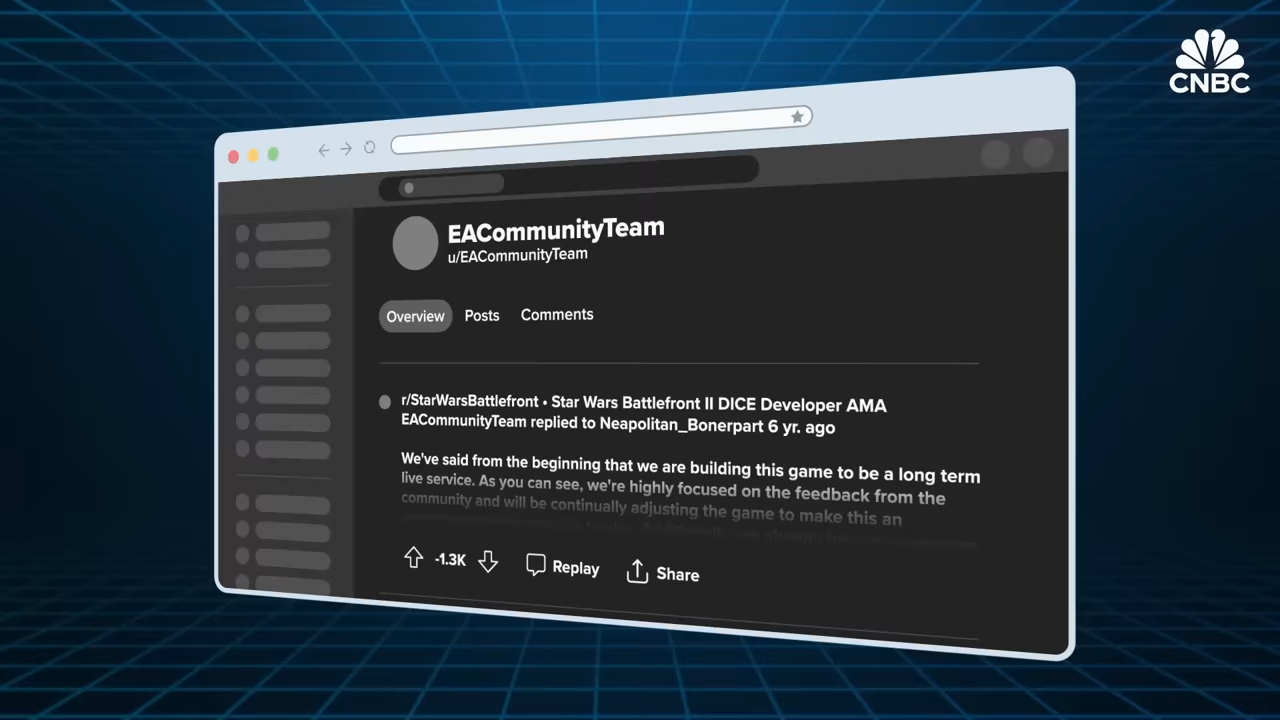 CNBC
EACommunityTeam
u/EACommunityTeam
Overview Posts Comments
r/StarWarsBattlefront • Star Wars Battlefront II DICE Developer AMA
EACommunityTeam replied to Neapolitan_Bonerpart 6 yr. ago
We've said from the beginning that we are building this game to be a long term
live service. As you can see, we're highly focused on the feedback from the
community and will be continually adjusting the game to make this an
-1.3K Replay Share